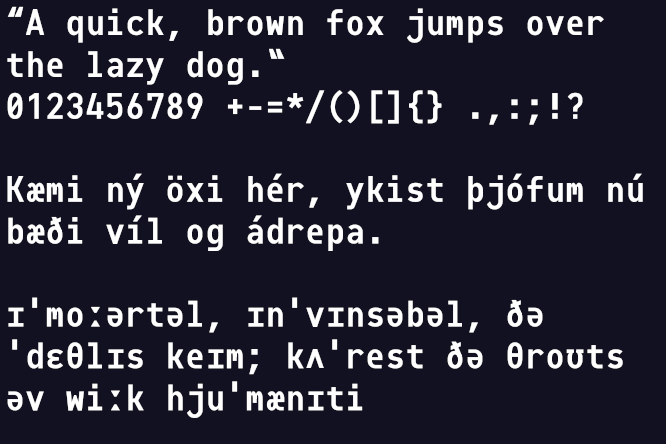 “A quick, brown fox jumps over
the lazy dog.‟
0123456789 +-=*/()[]{} .,:;!?
Kæmi ný öxi hér, ykist þjófum nú
bæði víl og ádrepa.
ɪˈmoːərtəl, ɪnˈvɪnsəbəl, ðə
ˈdɛθlɪs keɪm; kʌˈrest ðə θroʊts
əv wiːk hjuˈmænɪti